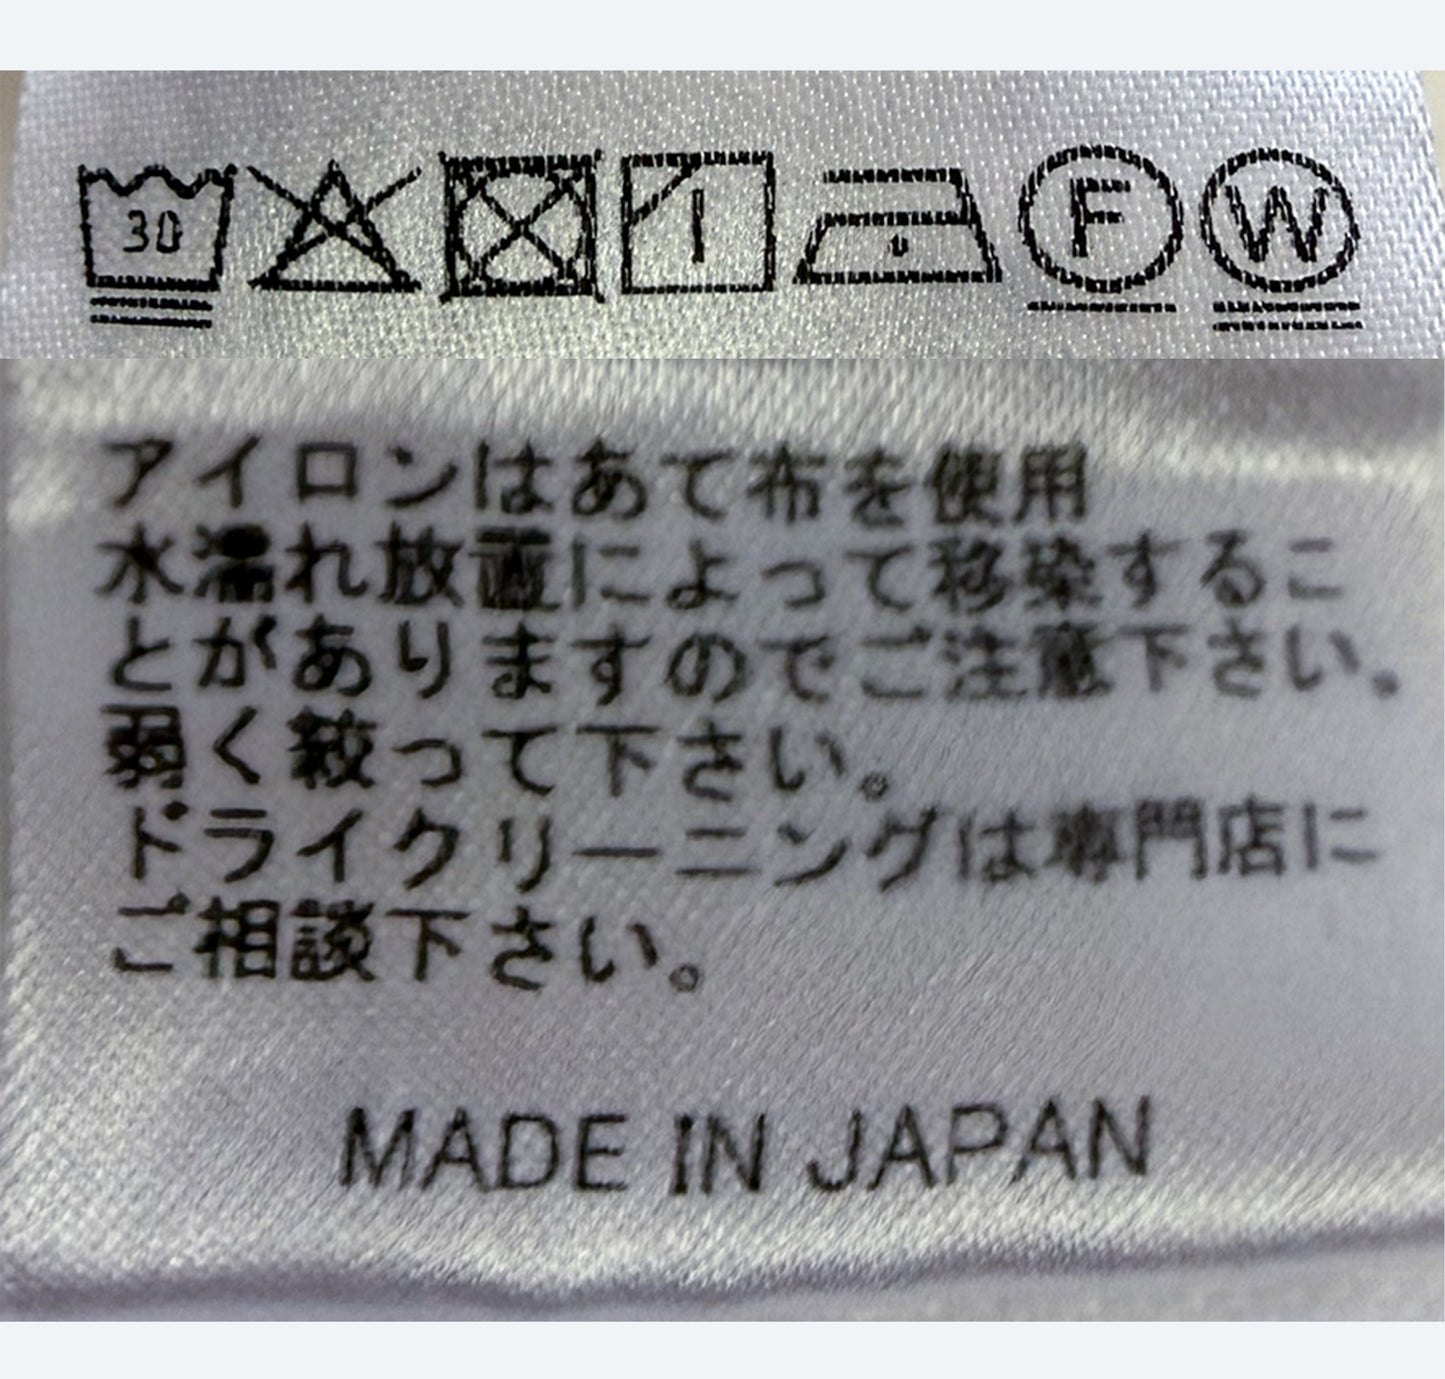 30
F
W
アイロンはあて布を使用
水濡れ放置によって移染するこ
とがありますのでご注意下さい。
弱く絞って下さい。
ドライクリーニングは専門店に
ご相談下さい。
MADE IN JAPAN